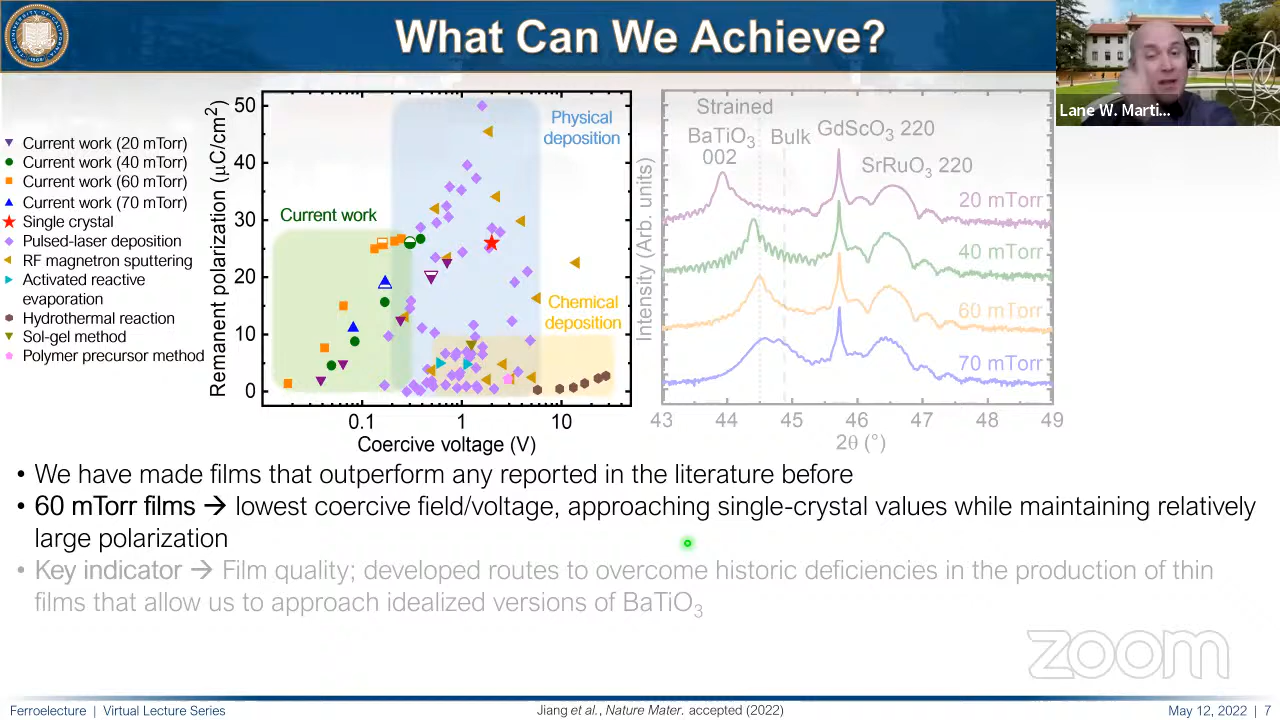 What Can We Achieve?
Lane W. Marti...
Current work (20 mTorr)
Current work (40 mTorr)
Current work (60 mTorr)
Current work (70 mTorr)
Single crystal
Pulsed-laser deposition
RF magnetron sputtering
Activated reactive
evaporation
Hydrothermal reaction
Sol-gel method
Polymer precursor method
Remanent polarization (μC/cm²)
50
40
30
20
10
0
Physical
deposition
Current work
Chemical
deposition
0.1 1 10
Coercive voltage (V)
Intensity (Arb. units)
Strained
BaTiO₃
002
Bulk
GdScO₃ 220
SrRuO₃ 220
20 mTorr
40 mTorr
60 mTorr
70 mTorr
43 44 45 46 47 48 49
2θ (°)
• We have made films that outperform any reported in the literature before
• 60 mTorr films → lowest coercive field/voltage, approaching single-crystal values while maintaining relatively
large polarization
• Key indicator → Film quality; developed routes to overcome historic deficiencies in the production of thin
films that allow us to approach idealized versions of BaTiO₃
zoom
Ferroelecture | Virtual Lecture Series
Jiang et al., Nature Mater. accepted (2022)
May 12, 2022 | 7